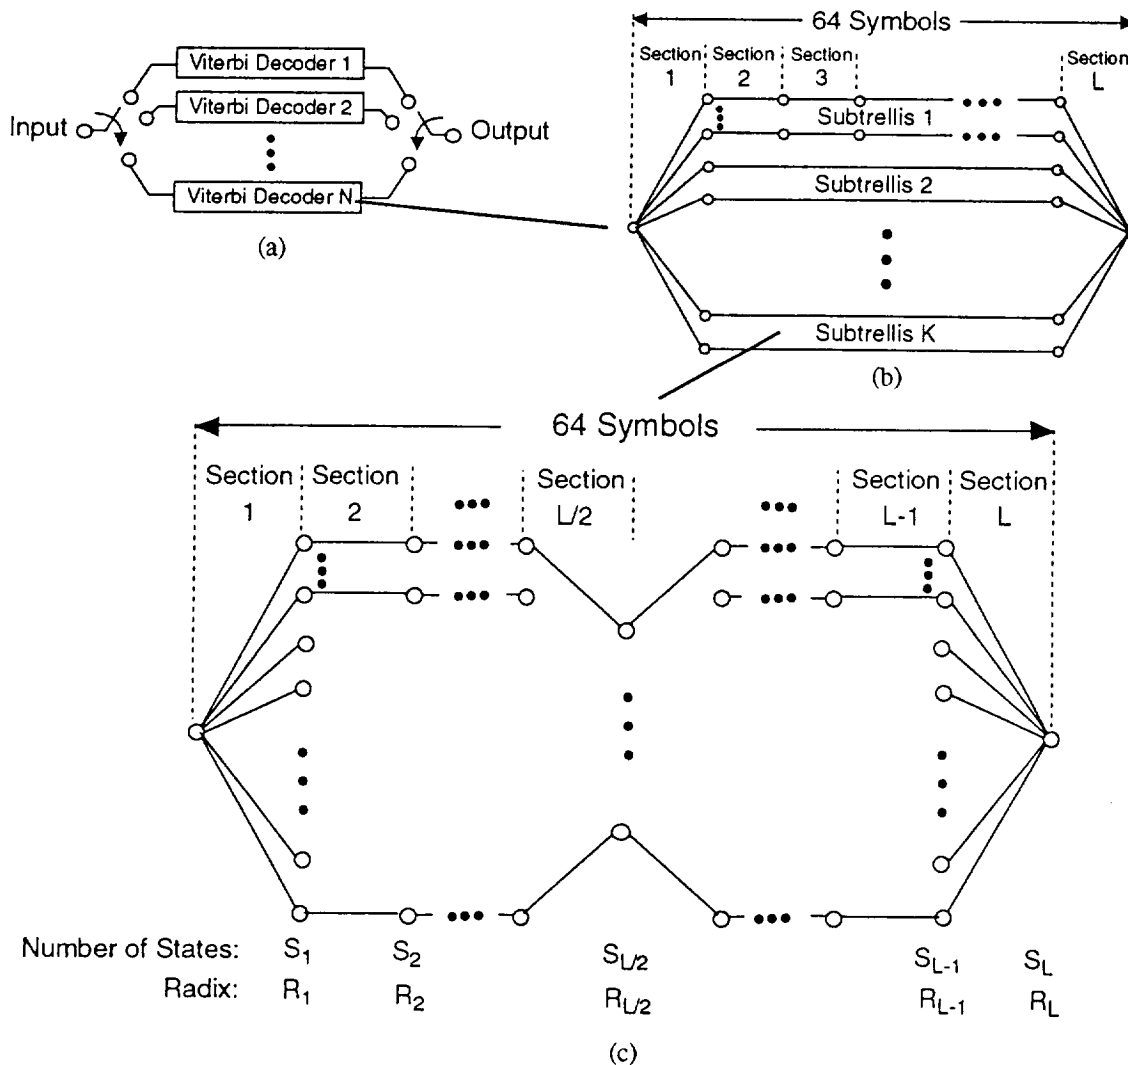 Input
Viterbi Decoder 1
Viterbi Decoder 2
Viterbi Decoder N
Output
(a)
64 Symbols
Section 1
Section 2
Section 3
Section L
Subtrellis 1
Subtrellis 2
Subtrellis K
(b)
64 Symbols
Section 1
Section 2
Section L/2
Section L-1
Section L
Number of States: S1 S2 SL/2 SL-1 SL
Radix: R1 R2 RL/2 RL-1 RL
(c)